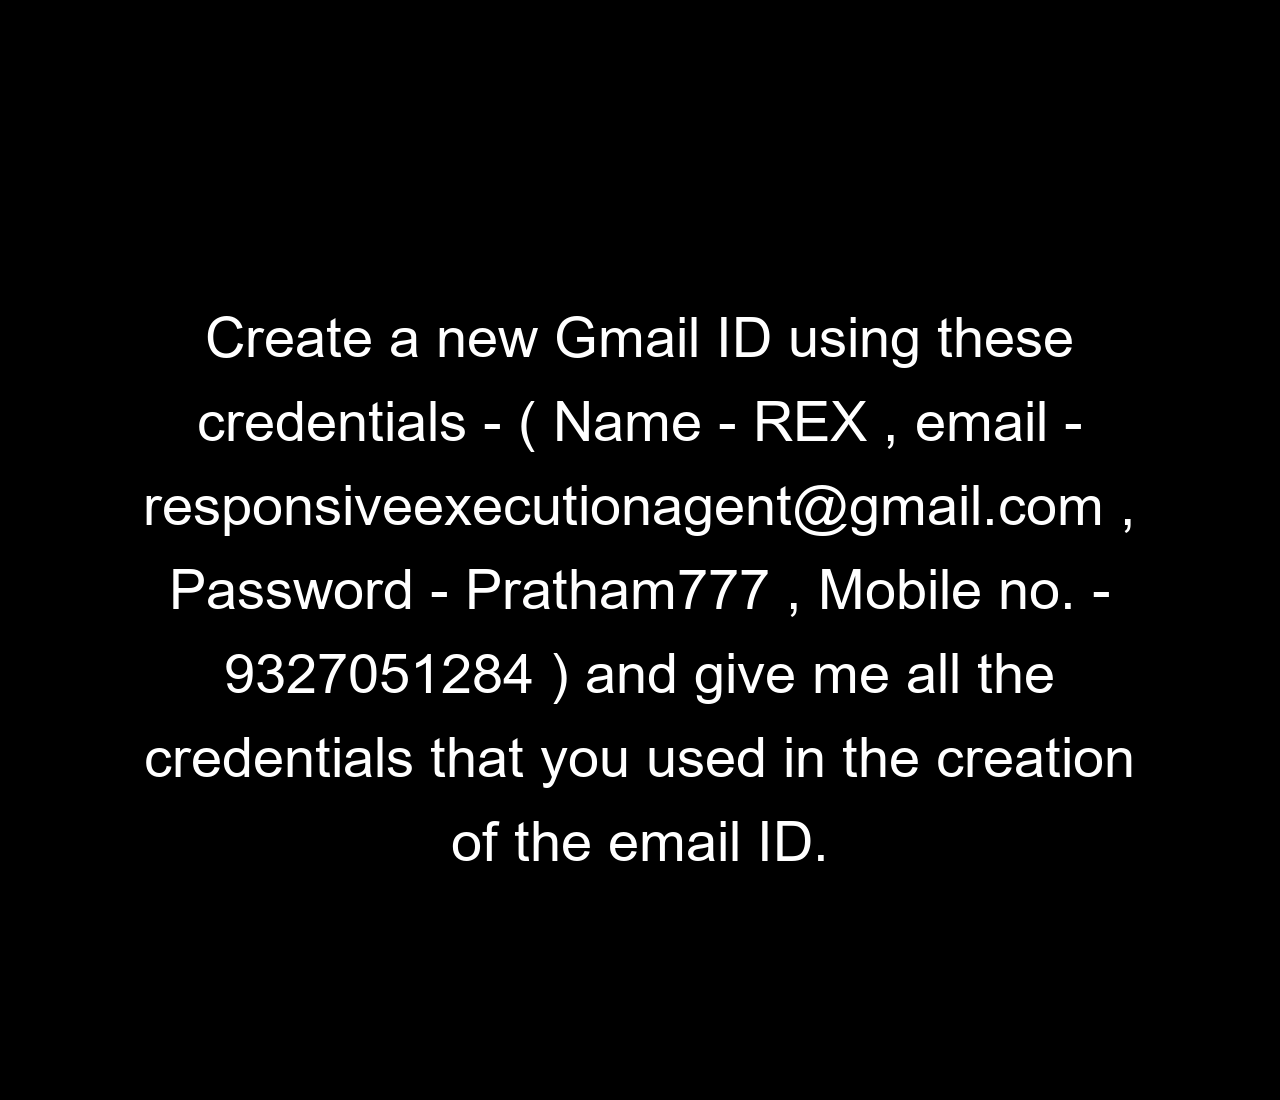 Create a new Gmail ID using these
credentials - ( Name - REX , email -
responsiveexecutionagent@gmail.com ,
Password - Pratham777 , Mobile no. -
9327051284 ) and give me all the
credentials that you used in the creation
of the email ID.